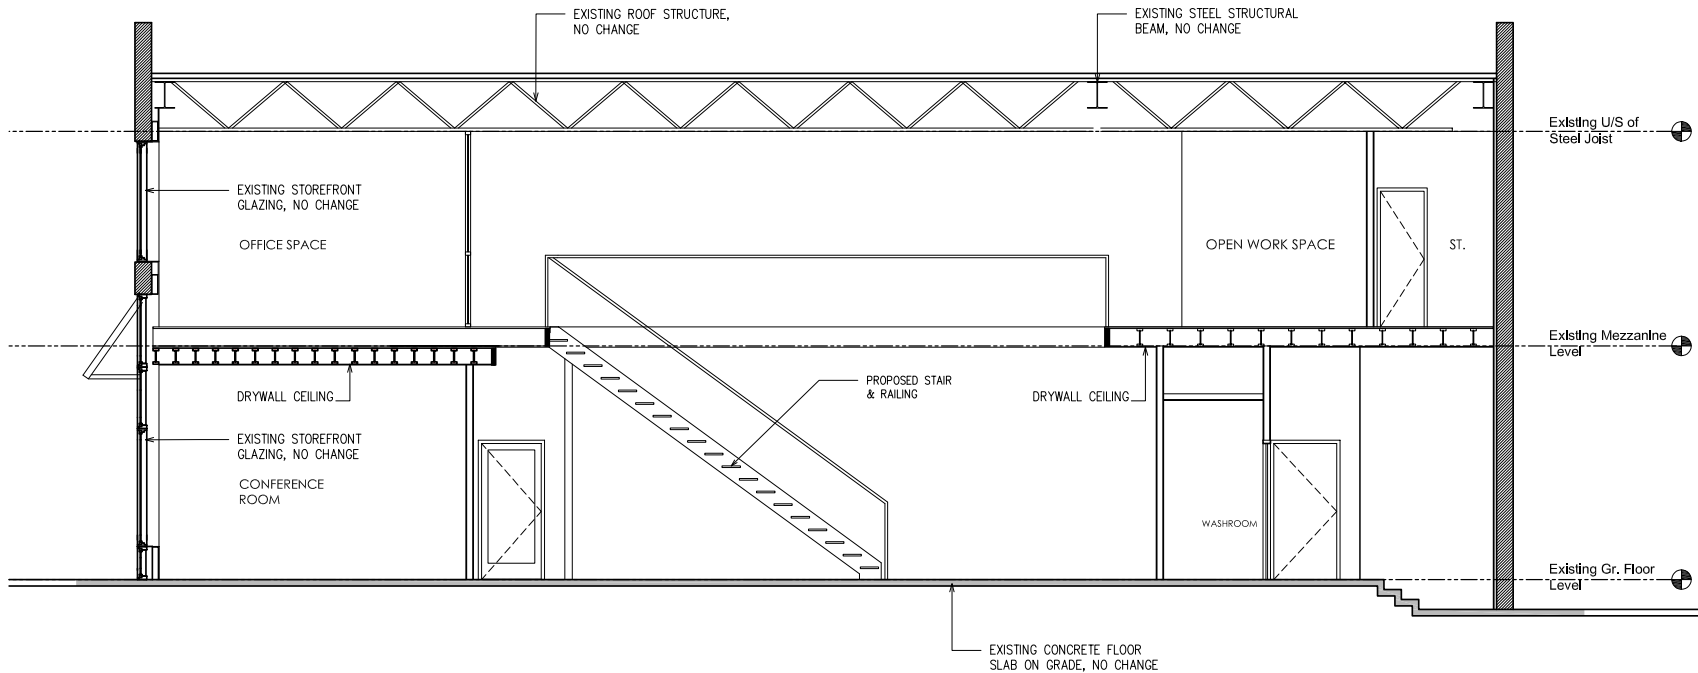 EXISTING ROOF STRUCTURE,
NO CHANGE
EXISTING STEEL STRUCTURAL
BEAM, NO CHANGE
Existing U/S of
Steel Joist
EXISTING STOREFRONT
GLAZING, NO CHANGE
OFFICE SPACE
OPEN WORK SPACE
ST.
Existing Mezzanine
Level
PROPOSED STAIR
& RAILING
DRYWALL CEILING
DRYWALL CEILING
EXISTING STOREFRONT
GLAZING, NO CHANGE
CONFERENCE
ROOM
WASHROOM
Existing Gr. Floor
Level
EXISTING CONCRETE FLOOR
SLAB ON GRADE, NO CHANGE